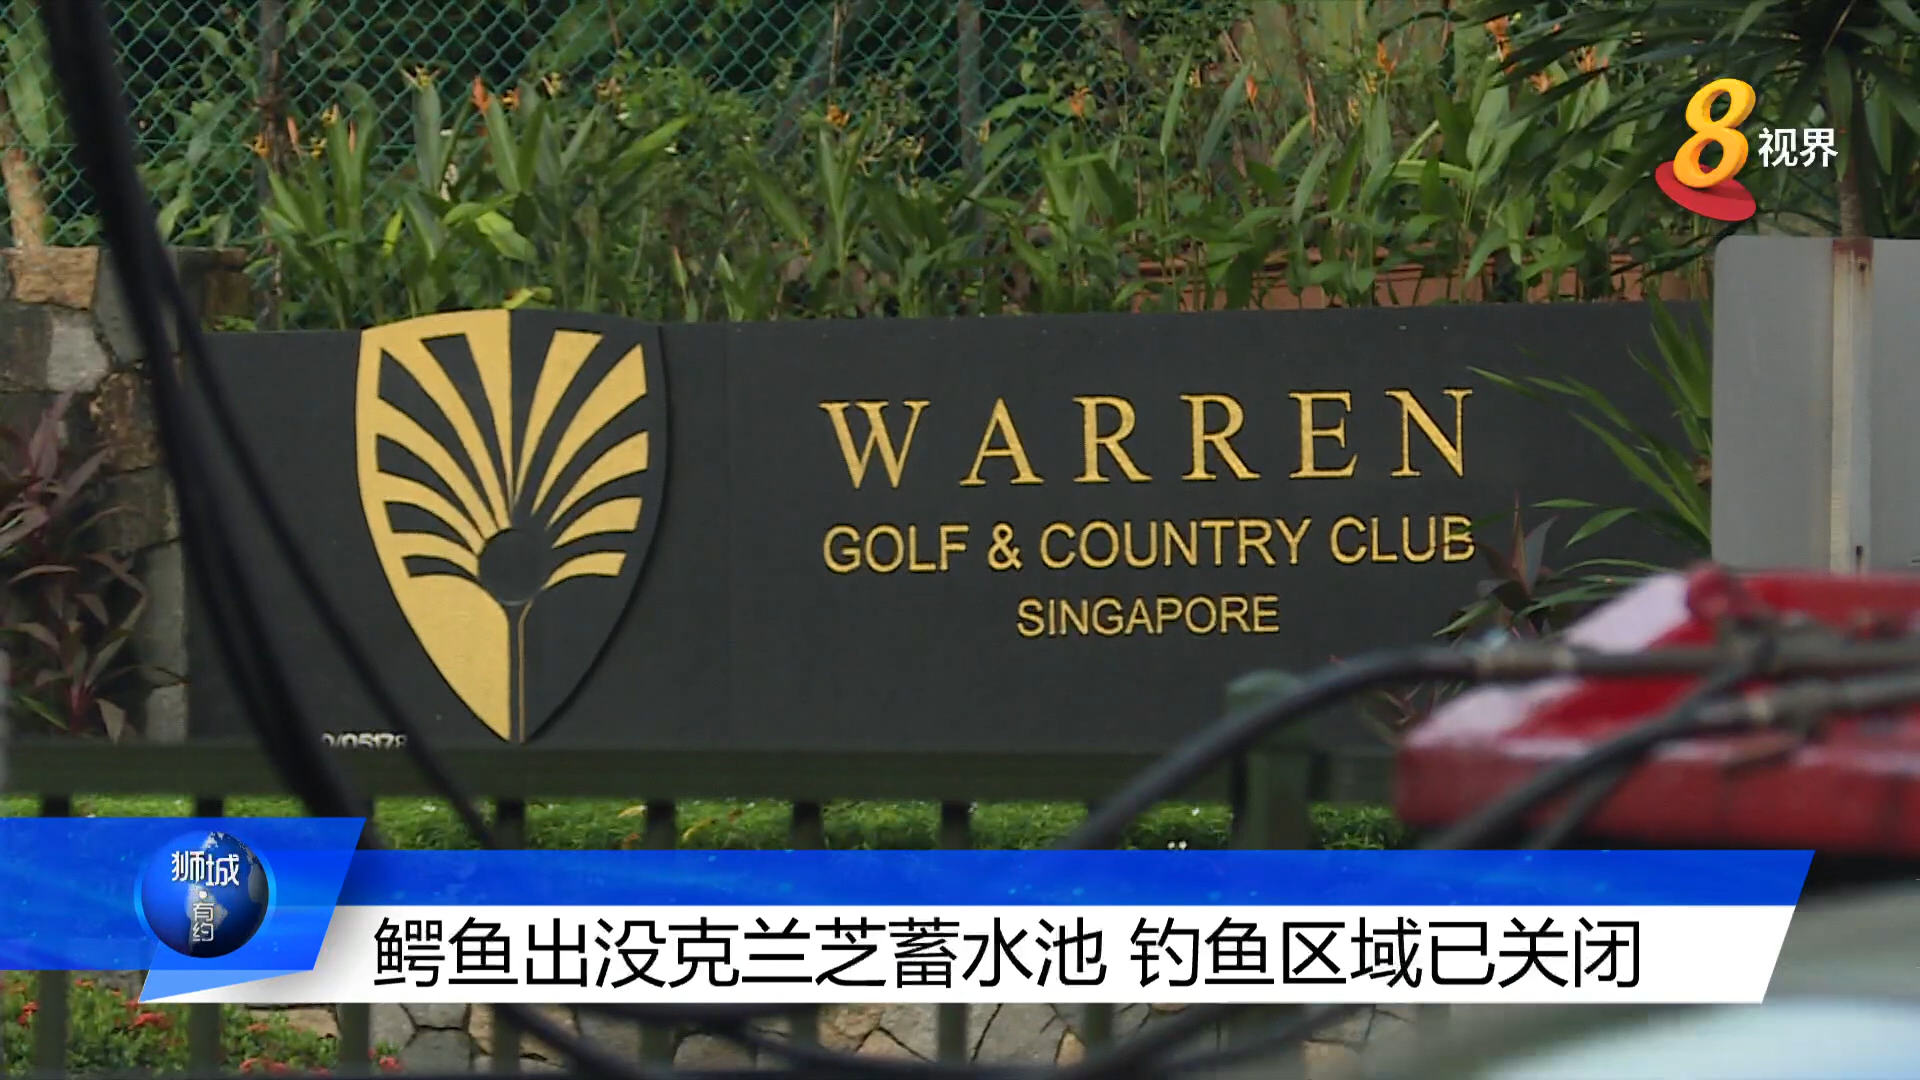 8视界
WARREN
GOLF & COUNTRY CLUB
SINGAPORE
狮城
有约
鳄鱼出没克兰芝蓄水池 钓鱼区域已关闭